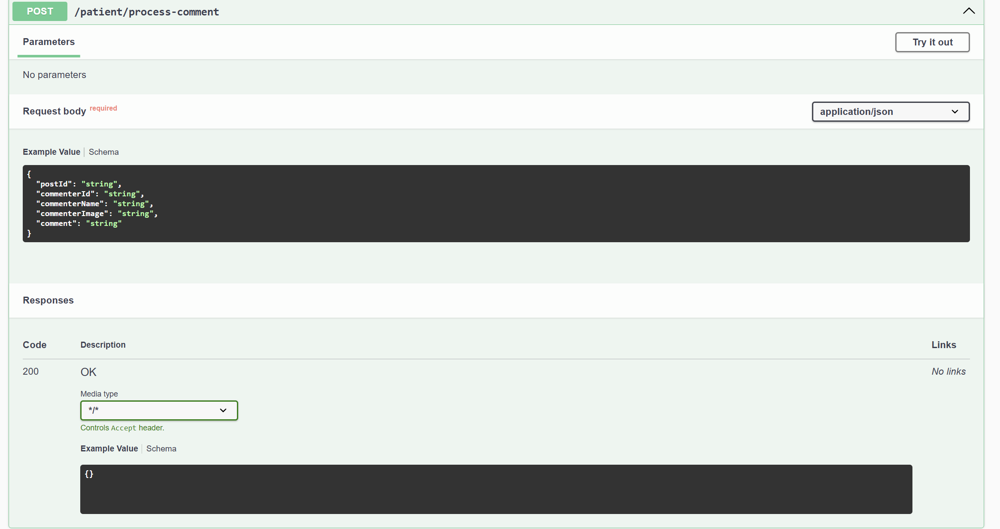 POST /patient/process-comment
Parameters
Try it out
No parameters
Request body required
application/json
Example Value Schema
{
  "postId": "string",
  "commenterId": "string",
  "commenterName": "string",
  "commenterImage": "string",
  "comment": "string"
}
Responses
Code Description Links
200 OK No links
Media type
*/*
Controls Accept header.
Example Value Schema
{}